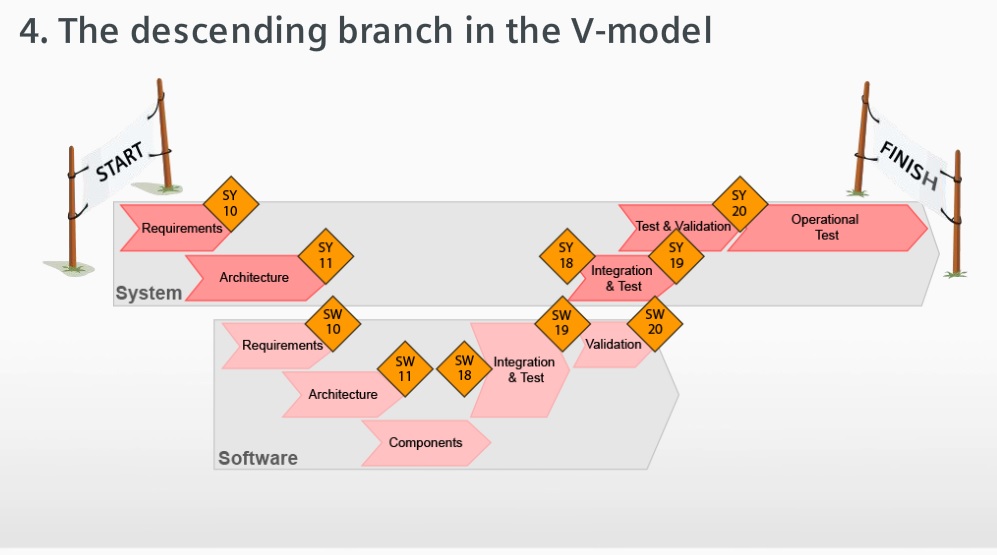 4. The descending branch in the V-model
START
FINISH
SY
10
Requirements
SY
20
Test & Validation
Operational
Test
SY
11
Architecture
SY
18
Integration
& Test
SY
19
System
SW
10
Requirements
SW
19
SW
20
Validation
SW
11
Architecture
SW
18
Integration
& Test
Components
Software